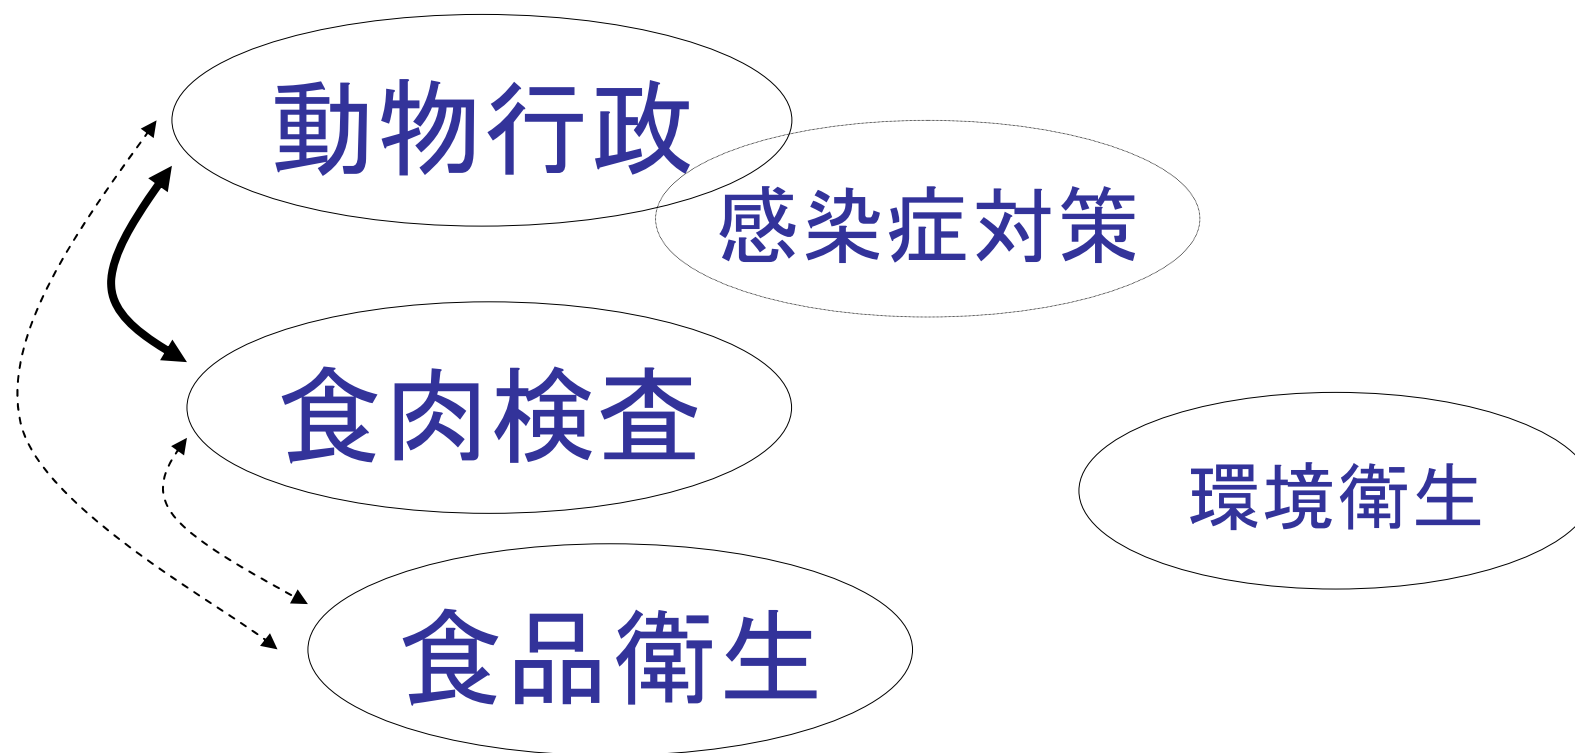 動物行政
感染症対策
食肉検査
環境衛生
食品衛生